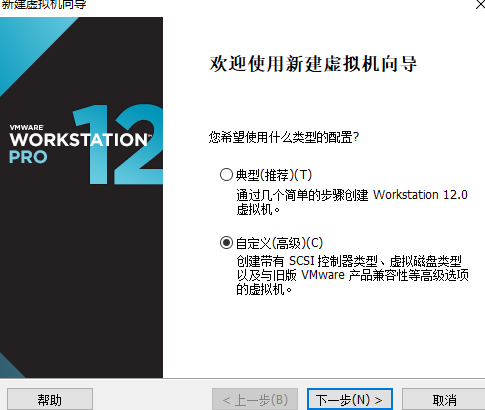 新建虚拟机向导
欢迎使用新建虚拟机向导
VMWARE
WORKSTATION™
PRO
12
您希望使用什么类型的配置?
典型(推荐)(T)
通过几个简单的步骤创建 Workstation 12.0
虚拟机。
自定义(高级)(C)
创建带有 SCSI 控制器类型、虚拟磁盘类型
以及与旧版 VMware 产品兼容性等高级选项
的虚拟机。
帮助
< 上一步(B)
下一步(N) >
取消